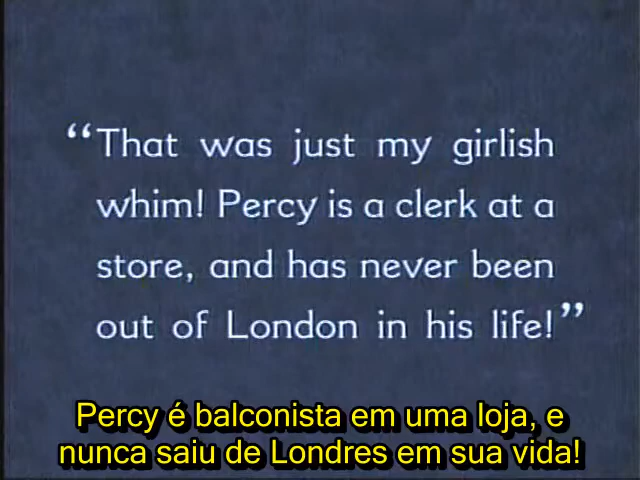 “That was just my girlish
whim! Percy is a clerk at a
store, and has never been
out of London in his life!”
Percy é balconista em uma loja, e
nunca saiu de Londres em sua vida!